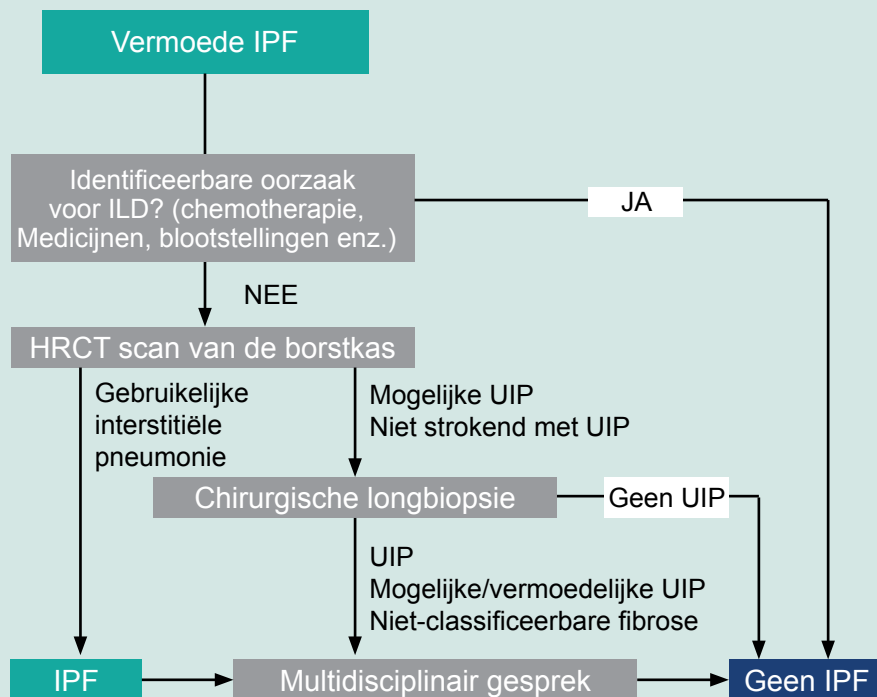 Vermoede IPF
Identificeerbare oorzaak
voor ILD? (chemotherapie,
Medicijnen, blootstellingen enz.)
JA
NEE
HRCT scan van de borstkas
Gebruikelijke
interstitiële
pneumonie
Mogelijke UIP
Niet strokend met UIP
Chirurgische longbiopsie
Geen UIP
UIP
Mogelijke/vermoedelijke UIP
Niet-classificeerbare fibrose
IPF
Multidisciplinair gesprek
Geen IPF